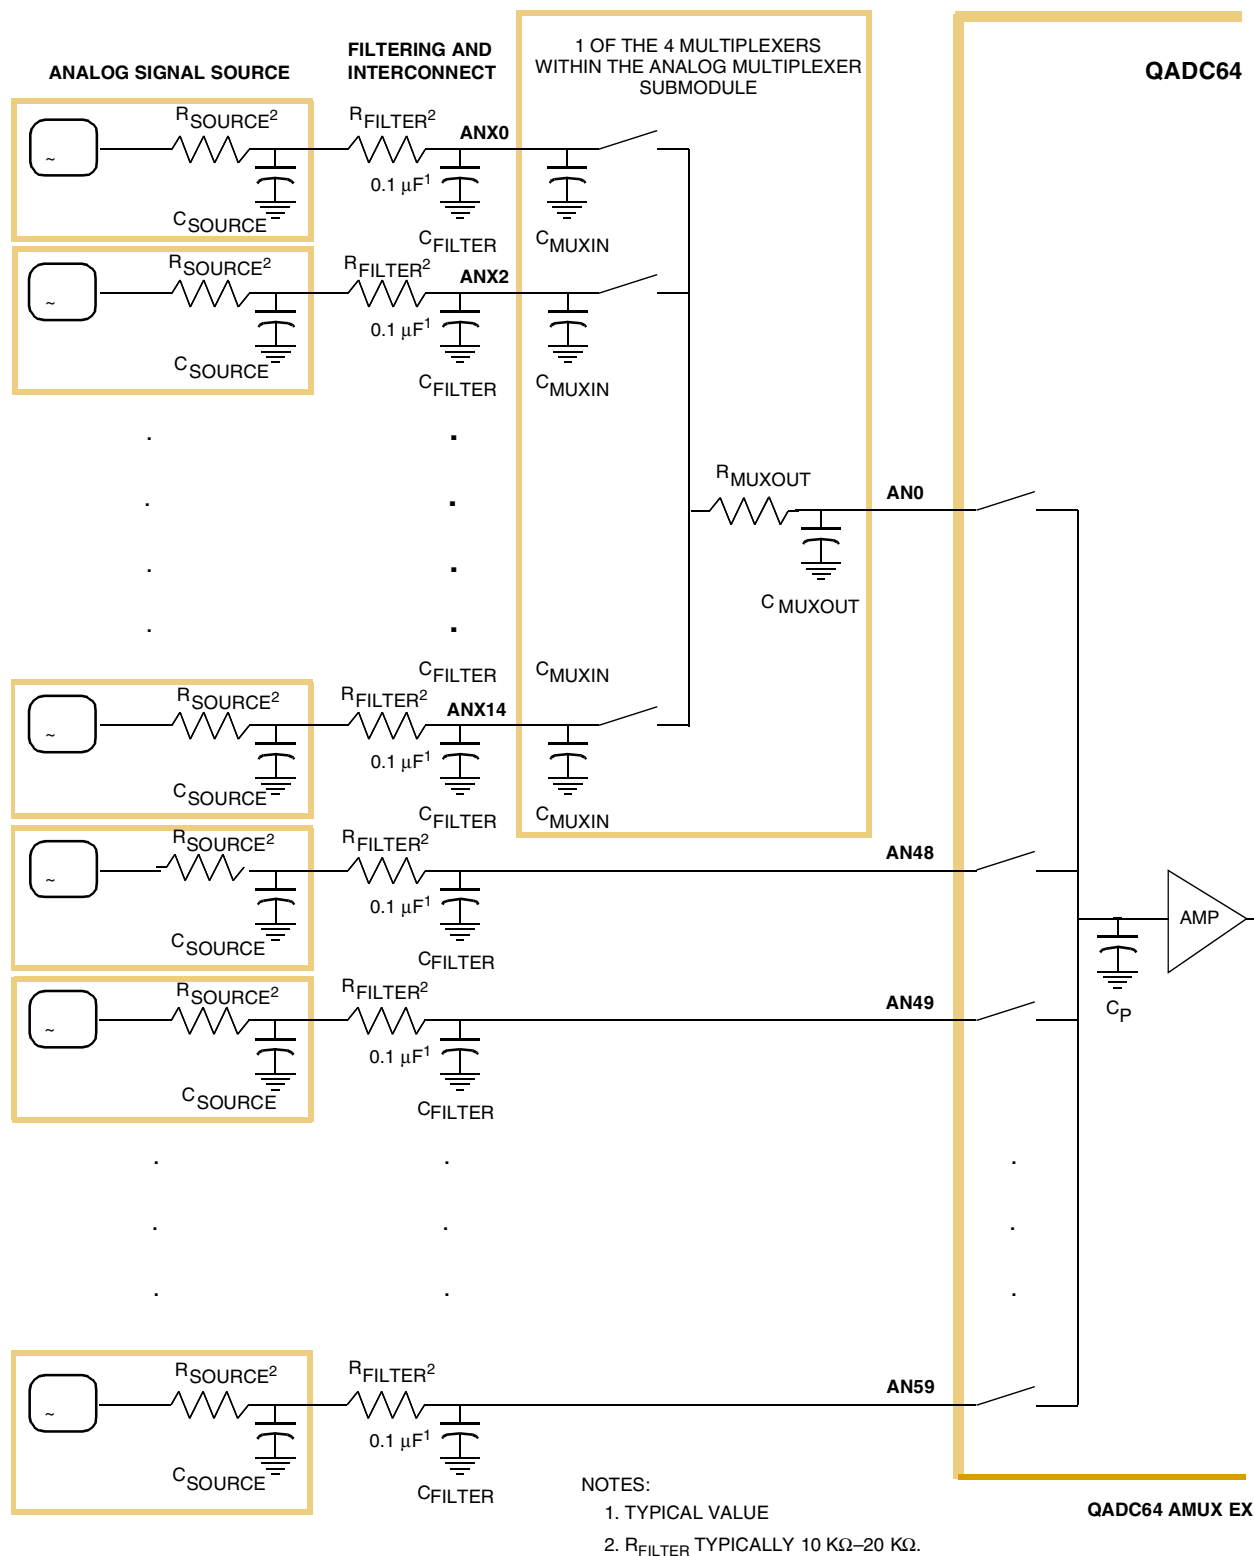 ANALOG SIGNAL SOURCE
FILTERING AND
INTERCONNECT
1 OF THE 4 MULTIPLEXERS
WITHIN THE ANALOG MULTIPLEXER
SUBMODULE
QADC64
~
RSOURCE2
CSOURCE
RFILTER2
0.1 µF1
ANX0
CFILTER
CMUXIN
~
RSOURCE2
CSOURCE
RFILTER2
0.1 µF1
ANX2
CFILTER
CMUXIN
RMUXOUT
CMUXOUT
AN0
CFILTER
CMUXIN
~
RSOURCE2
CSOURCE
RFILTER2
0.1 µF1
ANX14
CFILTER
CMUXIN
~
RSOURCE2
CSOURCE
RFILTER2
0.1 µF1
CFILTER
AN48
AMP
CP
~
RSOURCE2
CSOURCE
RFILTER2
0.1 µF1
CFILTER
AN49
~
RSOURCE2
CSOURCE
RFILTER2
0.1 µF1
CFILTER
AN59
NOTES:
1. TYPICAL VALUE
2. RFILTER TYPICALLY 10 KΩ–20 KΩ.
QADC64 AMUX EX